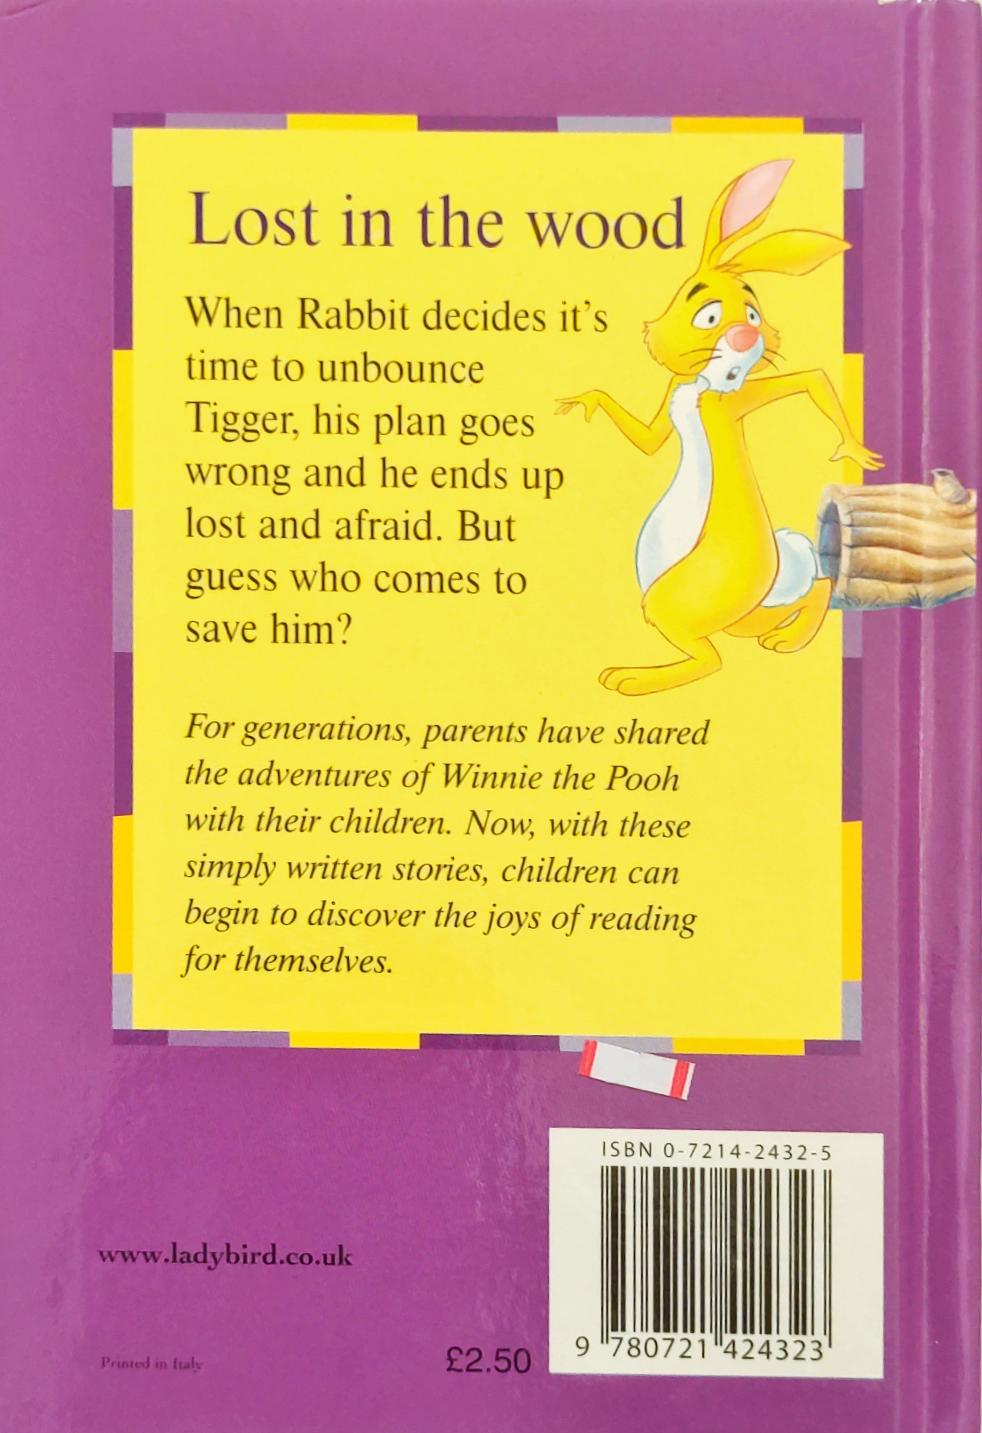 Lost in the wood
When Rabbit decides it's
time to unbounce
Tigger, his plan goes
wrong and he ends up
lost and afraid. But
guess who comes to
save him?
For generations, parents have shared
the adventures of Winnie the Pooh
with their children. Now, with these
simply written stories, children can
begin to discover the joys of reading
for themselves.
ISBN 0-7214-2432-5
9 780721 424323
www.ladybird.co.uk
Printed in Italy
£2.50